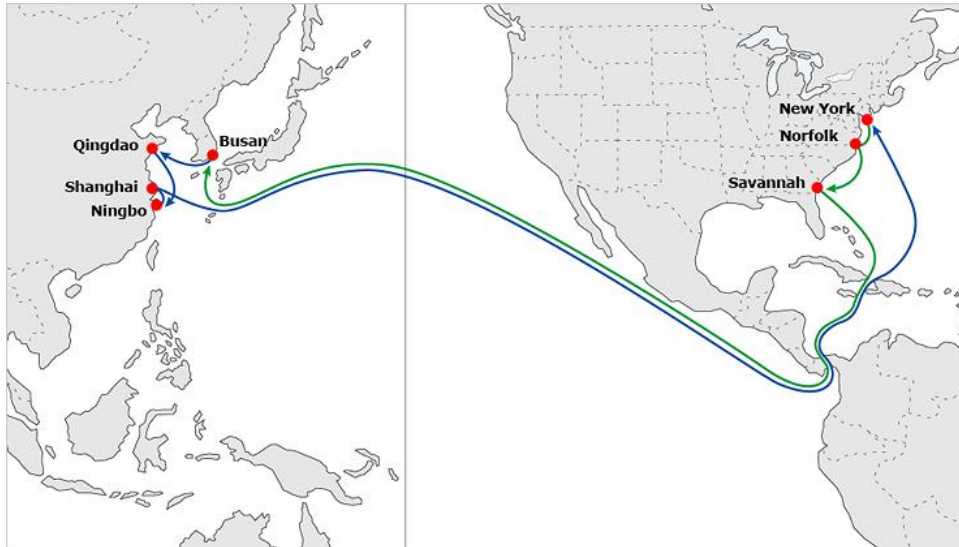 New York
Norfolk
Qingdao
Busan
Shanghai
Savannah
Ningbo